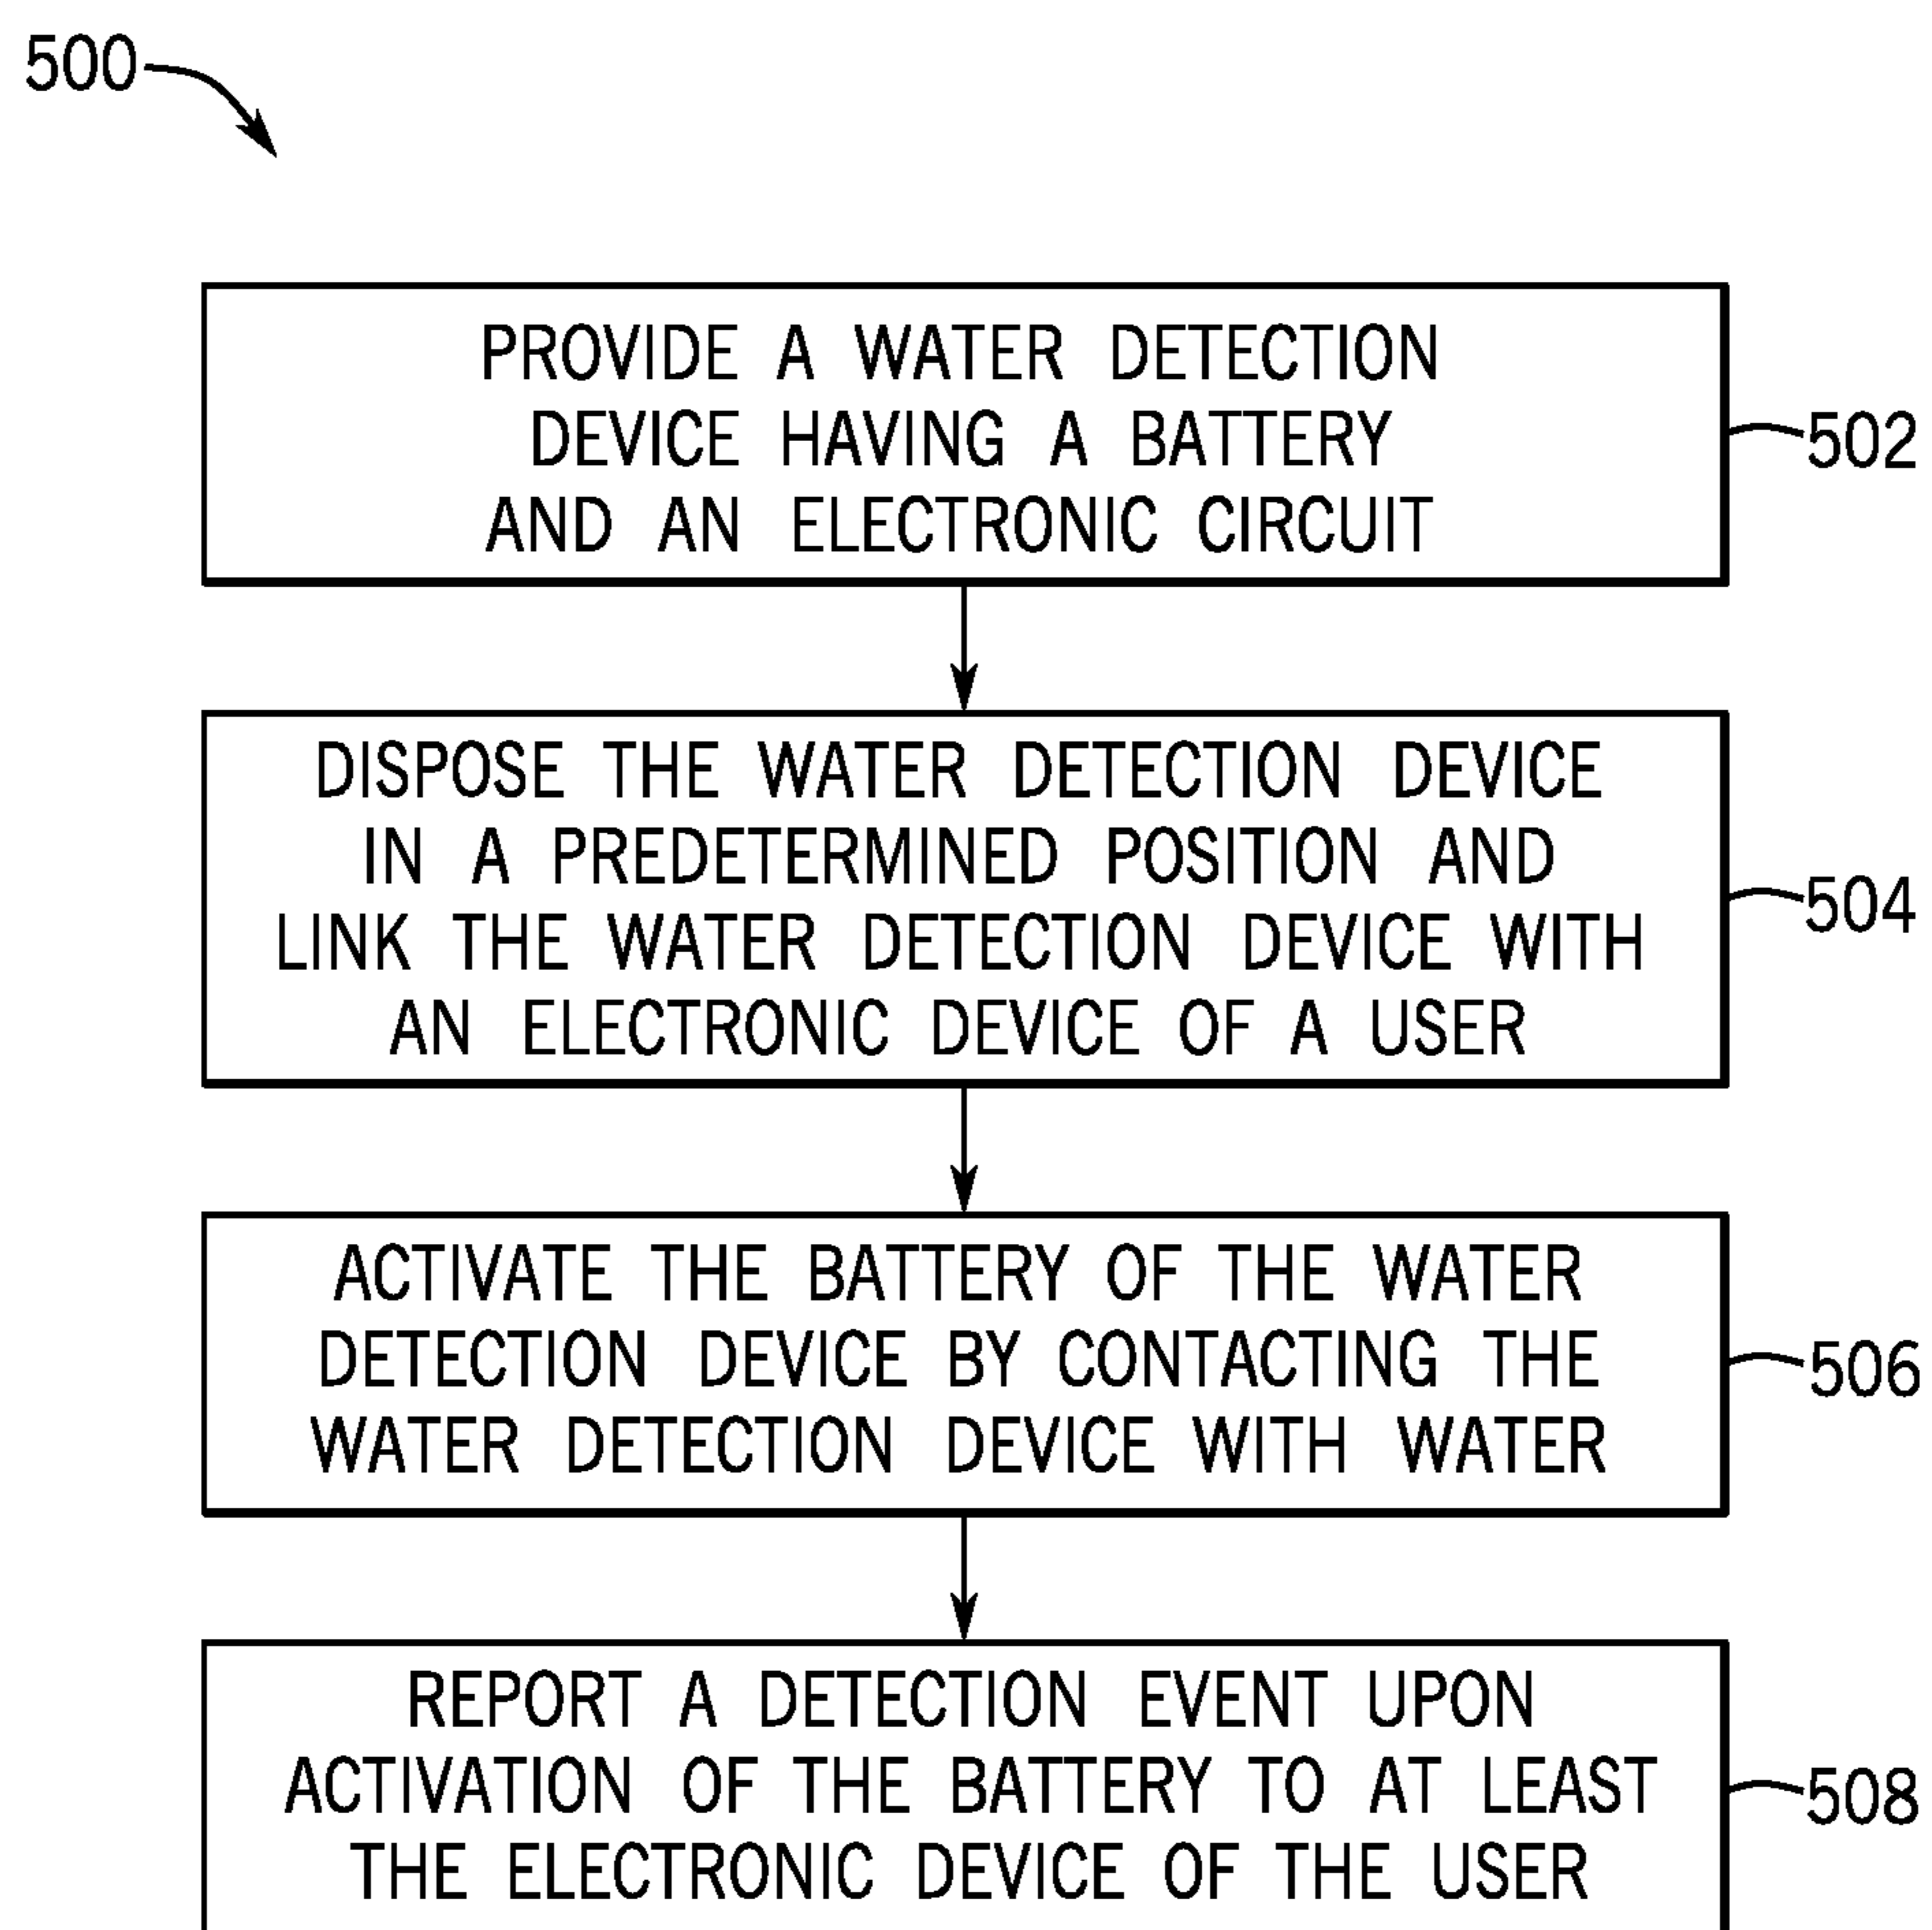 500
PROVIDE A WATER DETECTION
DEVICE HAVING A BATTERY
AND AN ELECTRONIC CIRCUIT
502
DISPOSE THE WATER DETECTION DEVICE
IN A PREDETERMINED POSITION AND
LINK THE WATER DETECTION DEVICE WITH
AN ELECTRONIC DEVICE OF A USER
504
ACTIVATE THE BATTERY OF THE WATER
DETECTION DEVICE BY CONTACTING THE
WATER DETECTION DEVICE WITH WATER
506
REPORT A DETECTION EVENT UPON
ACTIVATION OF THE BATTERY TO AT LEAST
THE ELECTRONIC DEVICE OF THE USER
508